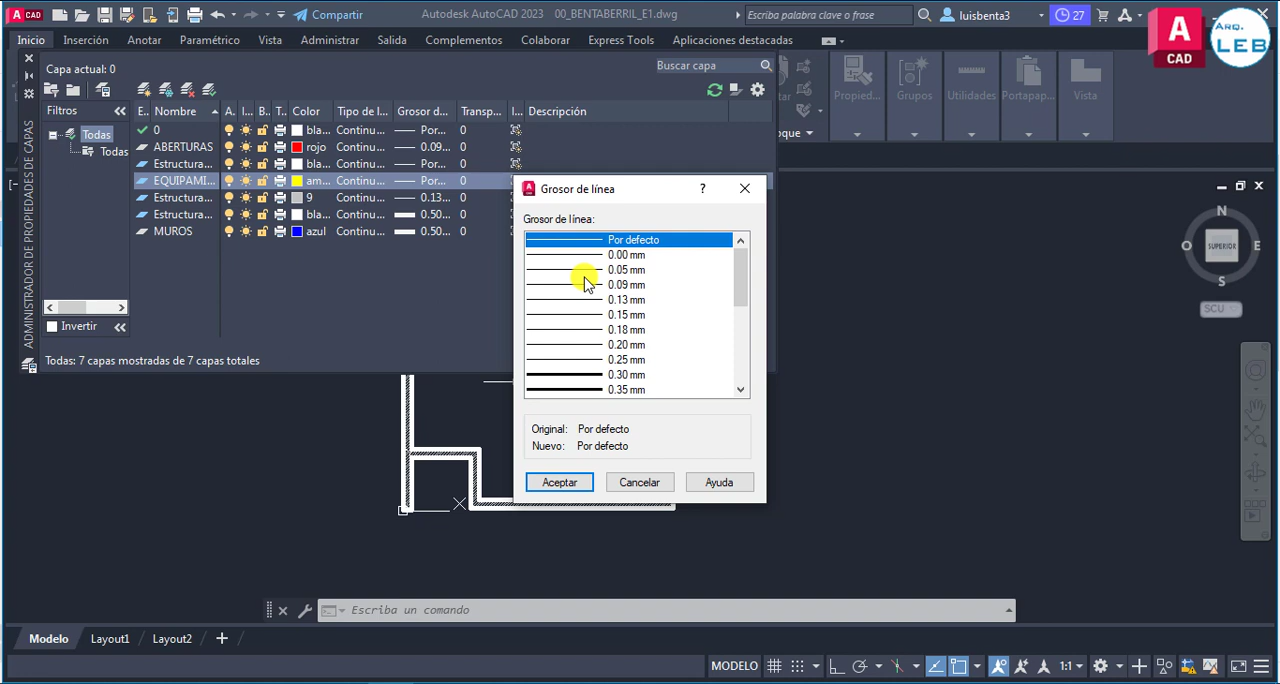 Compartir
Autodesk AutoCAD 2023 00_BENTABERRIL_E1.dwg
Escriba palabra clave o frase
luisbenta3
27
A
CAD
ARQ.
LEB
Inicio
Inserción
Anotar
Paramétrico
Vista
Administrar
Salida
Complementos
Colaborar
Express Tools
Aplicaciones destacadas
Capa actual: 0
Buscar capa
Propied...
Grupos
Utilidades
Portapap...
Vista
oque
Filtros
E.. Nombre A. I... B. T.. Color Tipo de l... Grosor d... Transp... I... Descripción
Todas
Todas
0 bla... Continu... Por... 0
ABERTURAS rojo Continu... 0.09... 0
Estructura... bla... Continu... Por... 0
EQUIPAMI... am... Continu... Por... 0
Estructura... 9 Continu... 0.13... 0
Estructura... bla... Continu... 0.50... 0
MUROS azul Continu... 0.50... 0
Invertir
Todas: 7 capas mostradas de 7 capas totales
ADMINISTRADOR DE PROPIEDADES DE CAPAS
Grosor de línea
?
Grosor de línea:
Por defecto
0.00 mm
0.05 mm
0.09 mm
0.13 mm
0.15 mm
0.18 mm
0.20 mm
0.25 mm
0.30 mm
0.35 mm
Original: Por defecto
Nuevo: Por defecto
Aceptar
Cancelar
Ayuda
N
O
SUPERIOR
E
S
SCU
Escriba un comando
Modelo
Layout1
Layout2
+
MODELO
1:1